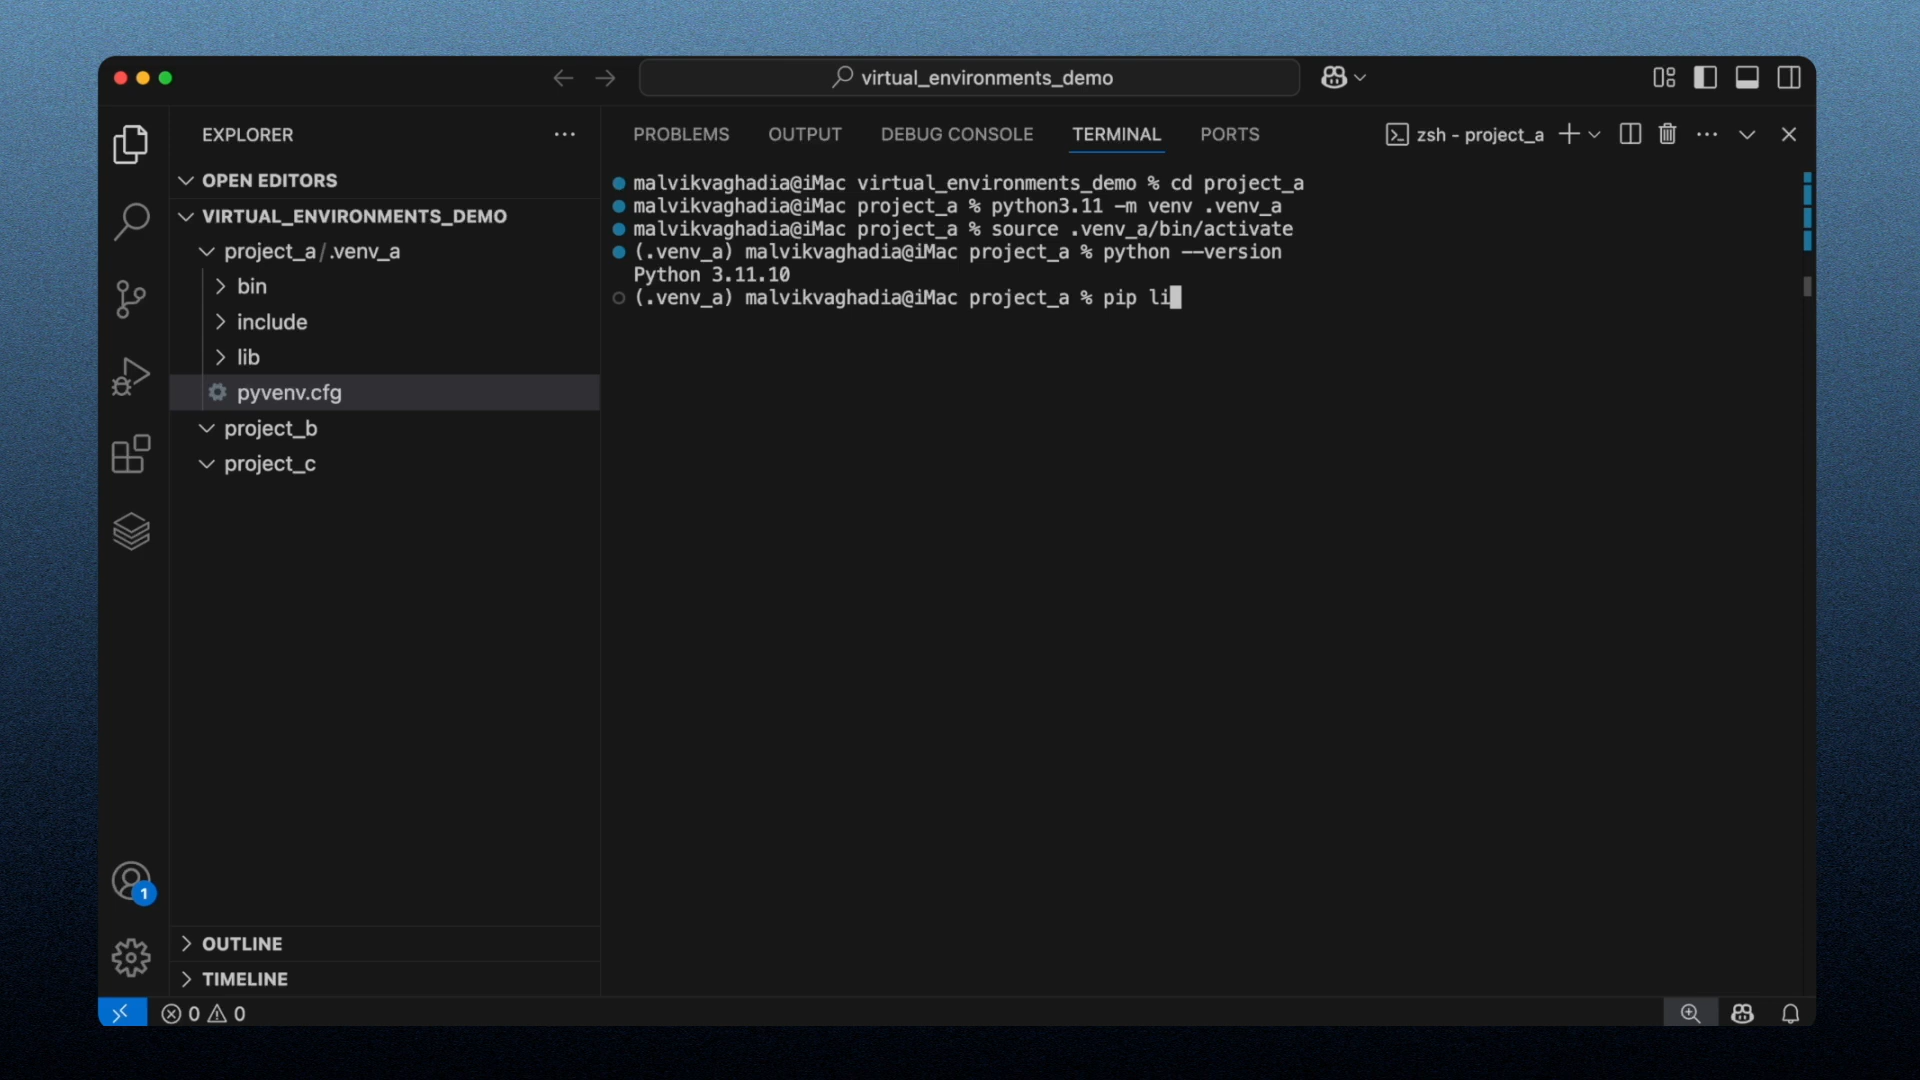 virtual_environments_demo
EXPLORER
OPEN EDITORS
VIRTUAL_ENVIRONMENTS_DEMO
project_a / .venv_a
bin
include
lib
pyvenv.cfg
project_b
project_c
OUTLINE
TIMELINE
1
PROBLEMS OUTPUT DEBUG CONSOLE TERMINAL PORTS
zsh - project_a
malvikvaghadia@iMac virtual_environments_demo % cd project_a
malvikvaghadia@iMac project_a % python3.11 -m venv .venv_a
malvikvaghadia@iMac project_a % source .venv_a/bin/activate
(.venv_a) malvikvaghadia@iMac project_a % python --version
Python 3.11.10
(.venv_a) malvikvaghadia@iMac project_a % pip li
0 0